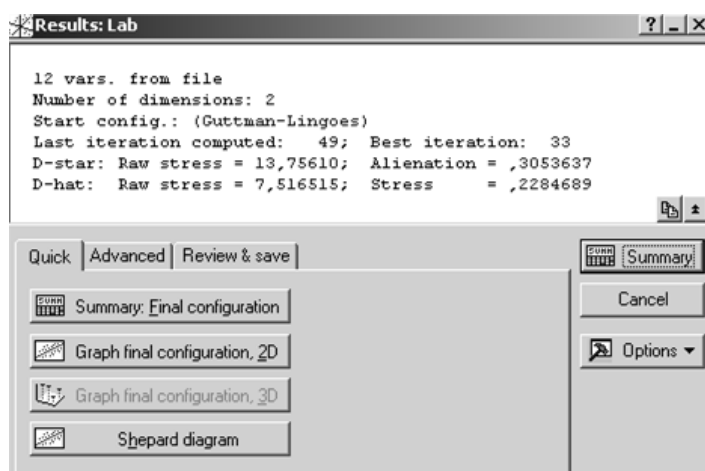 Results: Lab
? _ X
12 vars. from file
Number of dimensions: 2
Start config.: (Guttman-Lingoes)
Last iteration computed: 49; Best iteration: 33
D-star: Raw stress = 13,75610; Alienation = ,3053637
D-hat: Raw stress = 7,516515; Stress = ,2284689
Quick Advanced Review & save
Summary
Cancel
Options
Summary: Final configuration
Graph final configuration, 2D
Graph final configuration, 3D
Shepard diagram